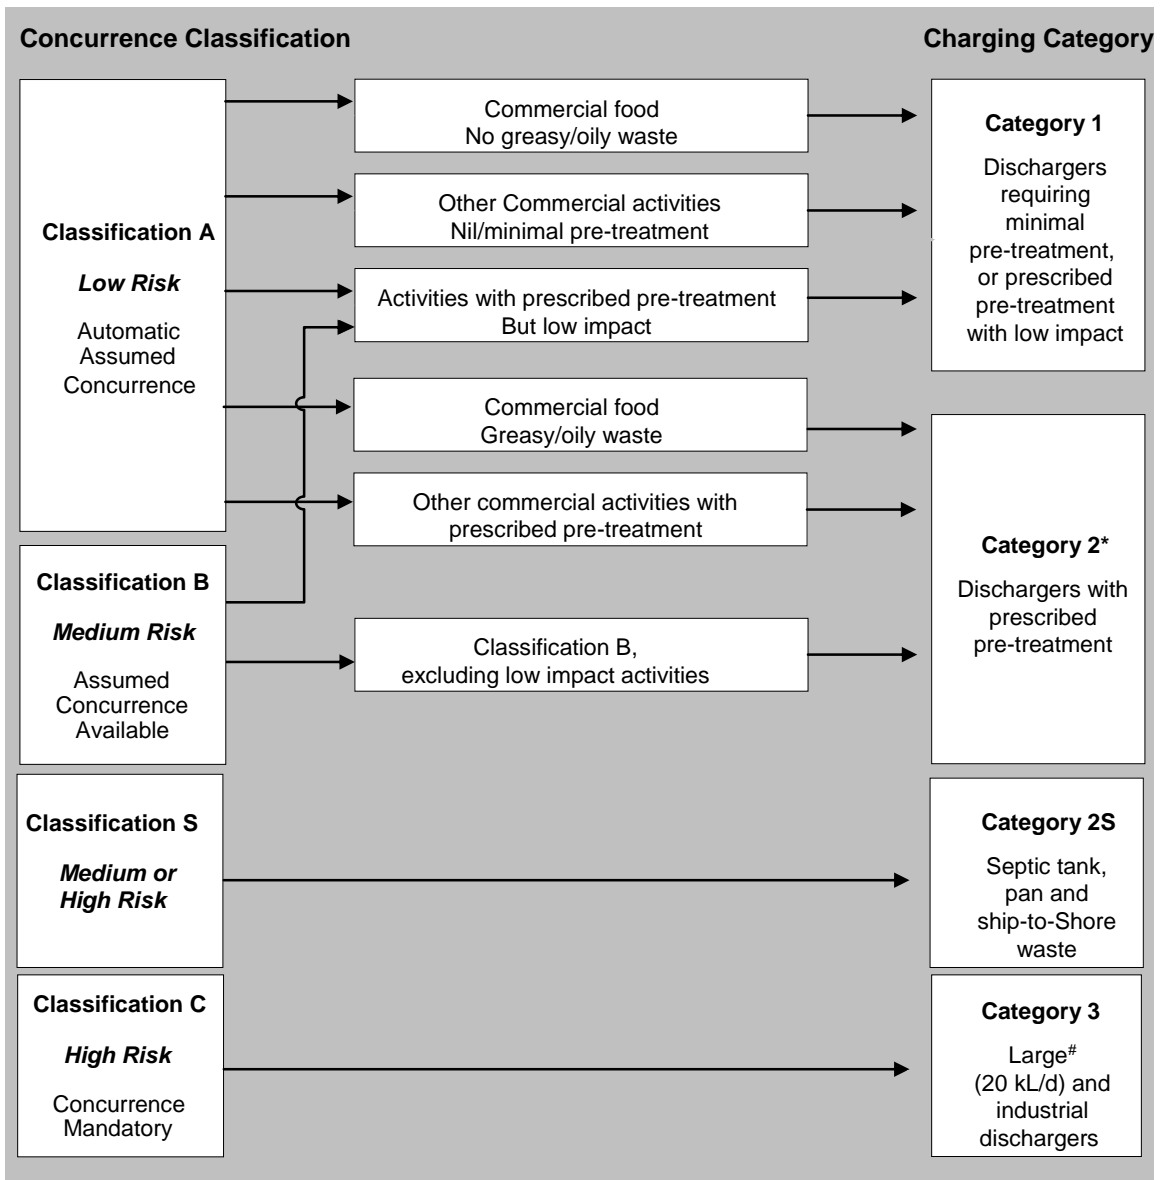 Concurrence Classification
Charging Category
Classification A
Low Risk
Automatic
Assumed
Concurrence
Commercial food
No greasy/oily waste
Other Commercial activities
Nil/minimal pre-treatment
Activities with prescribed pre-treatment
But low impact
Commercial food
Greasy/oily waste
Other commercial activities with
prescribed pre-treatment
Category 1
Dischargers
requiring
minimal
pre-treatment,
or prescribed
pre-treatment
with low impact
Classification B
Medium Risk
Assumed
Concurrence
Available
Classification B,
excluding low impact activities
Category 2*
Dischargers with
prescribed
pre-treatment
Classification S
Medium or
High Risk
Category 2S
Septic tank,
pan and
ship-to-Shore
waste
Classification C
High Risk
Concurrence
Mandatory
Category 3
Large#
(20 kL/d) and
industrial
dischargers